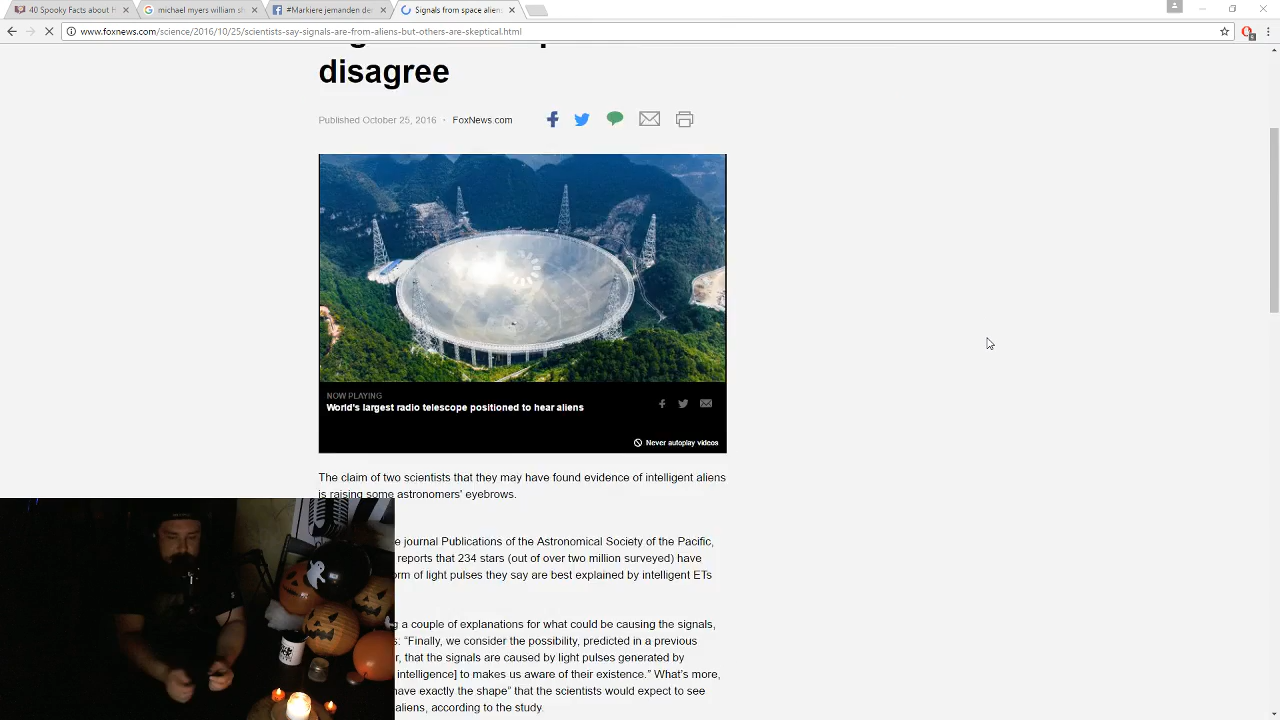 40 Spooky Facts about H
michael myers william sh
#Markiere jemanden de
Signals from space alien
www.foxnews.com/science/2016/10/25/scientists-say-signals-are-from-aliens-but-others-are-skeptical.html
disagree
Published October 25, 2016 · FoxNews.com
NOW PLAYING
World's largest radio telescope positioned to hear aliens
Never autoplay videos
The claim of two scientists that they may have found evidence of intelligent aliens
is raising some astronomers' eyebrows.
e journal Publications of the Astronomical Society of the Pacific,
reports that 234 stars (out of over two million surveyed) have
orm of light pulses they say are best explained by intelligent ETs
g a couple of explanations for what could be causing the signals,
s: "Finally, we consider the possibility, predicted in a previous
r, that the signals are caused by light pulses generated by
intelligence] to makes us aware of their existence." What's more,
have exactly the shape" that the scientists would expect to see
aliens, according to the study.